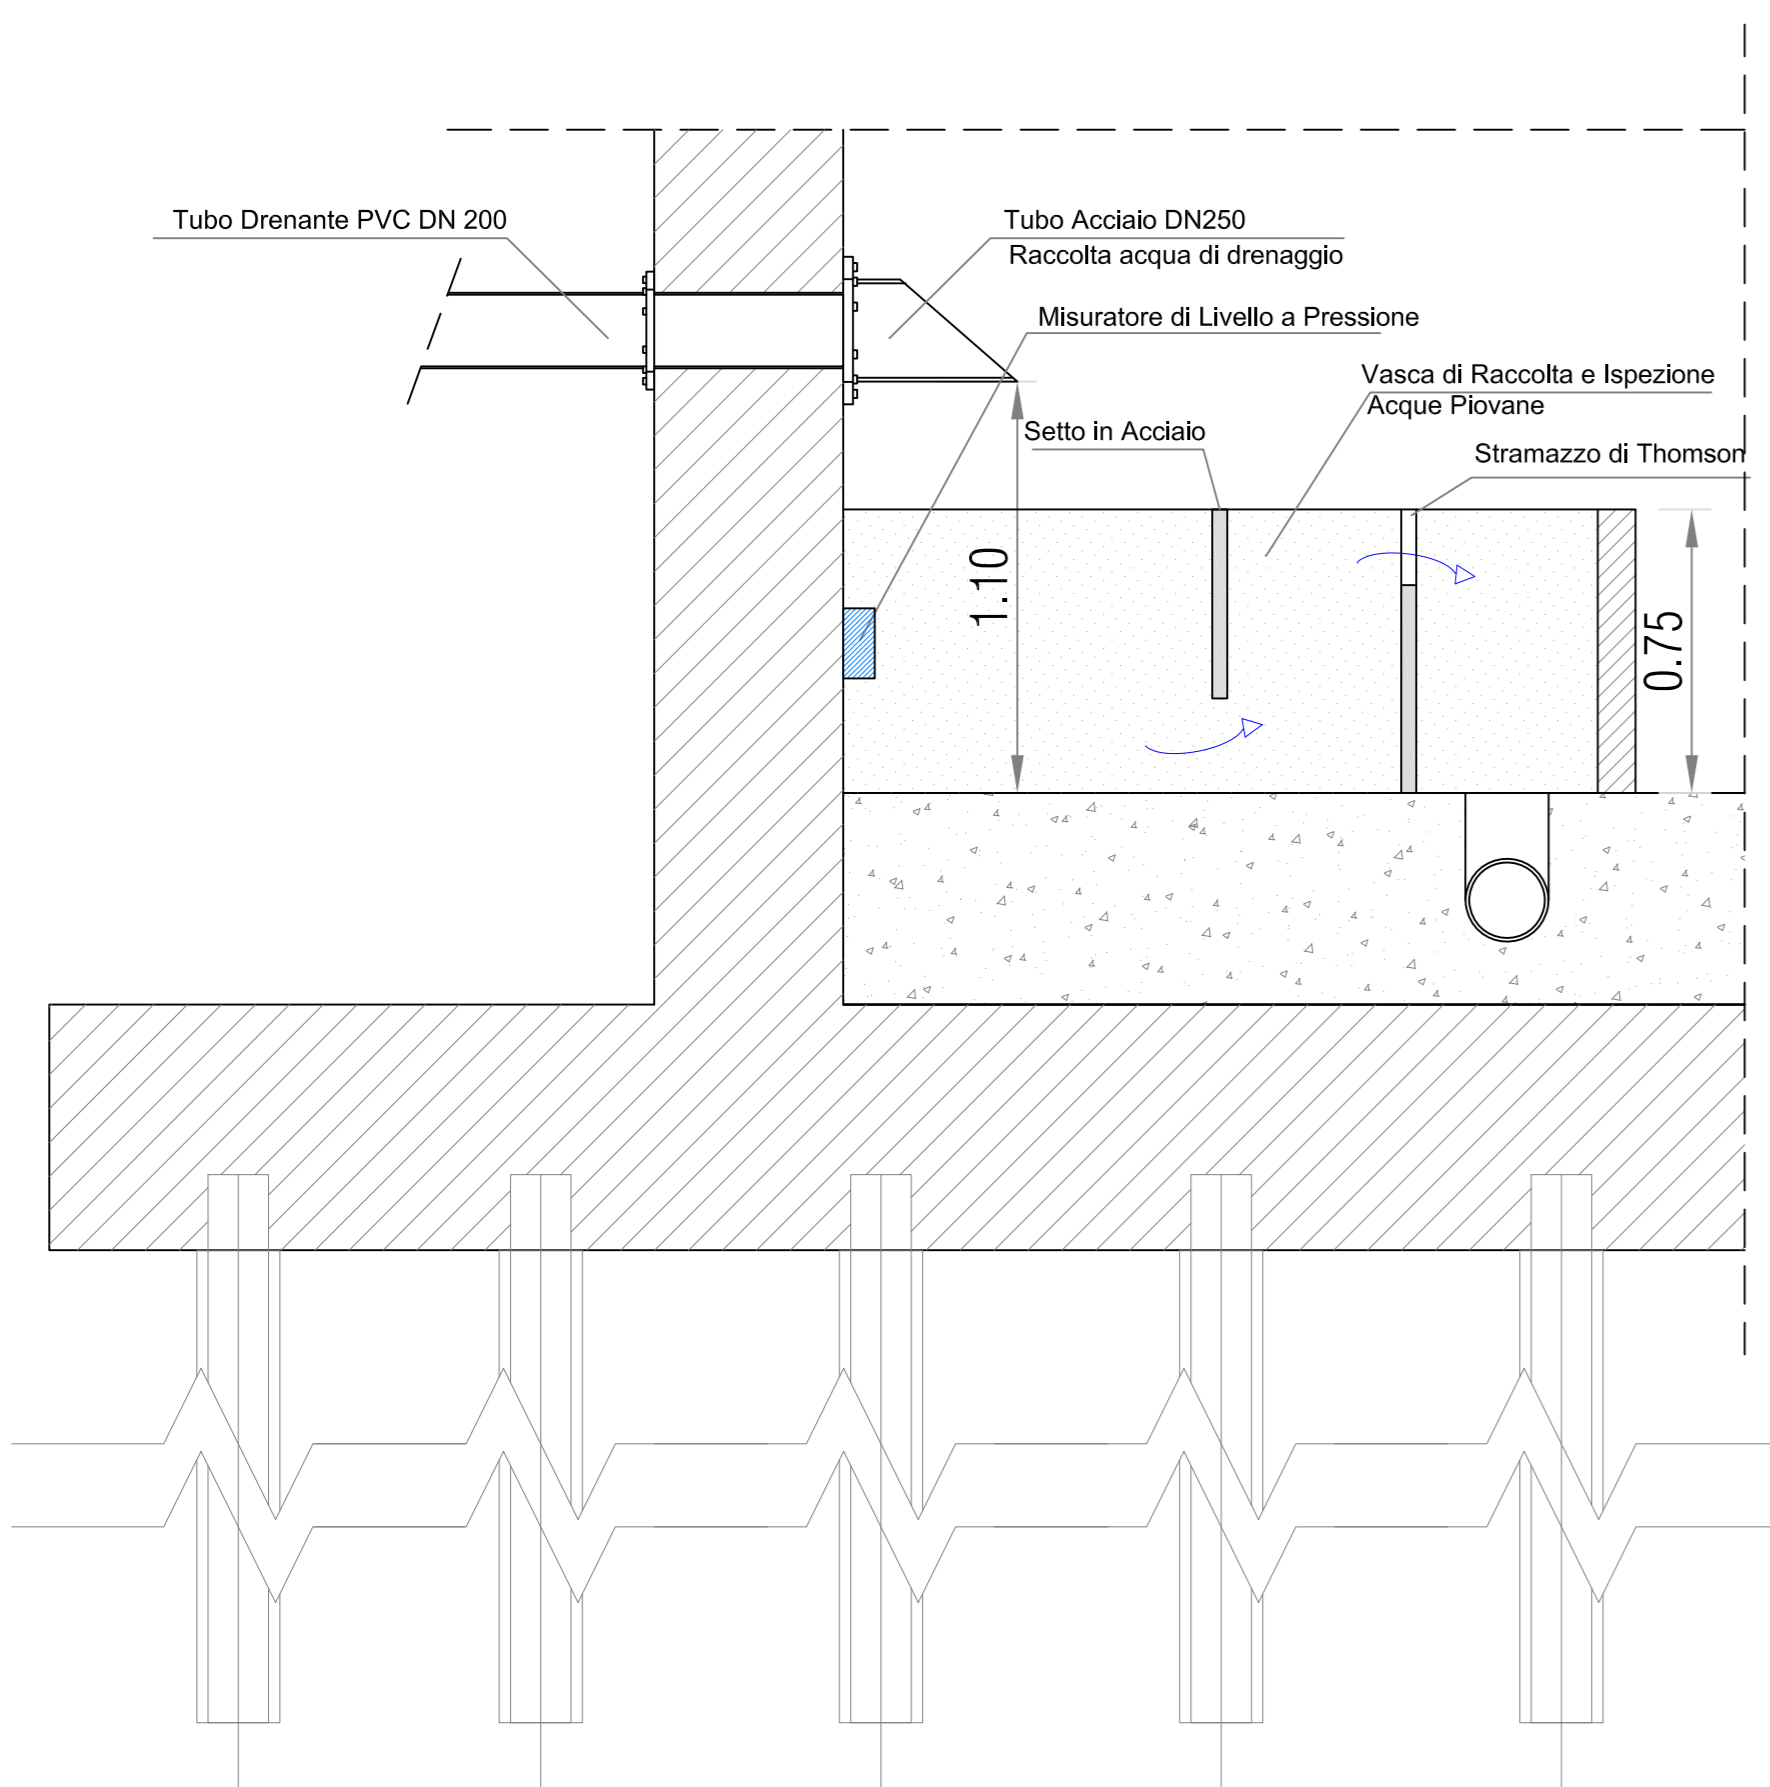 Tubo Drenante PVC DN 200
Tubo Acciaio DN250
Raccolta acqua di drenaggio
Misuratore di Livello a Pressione
Vasca di Raccolta e Ispezione
Acque Piovane
Setto in Acciaio
Stramazzo di Thomson
1.10
0.75